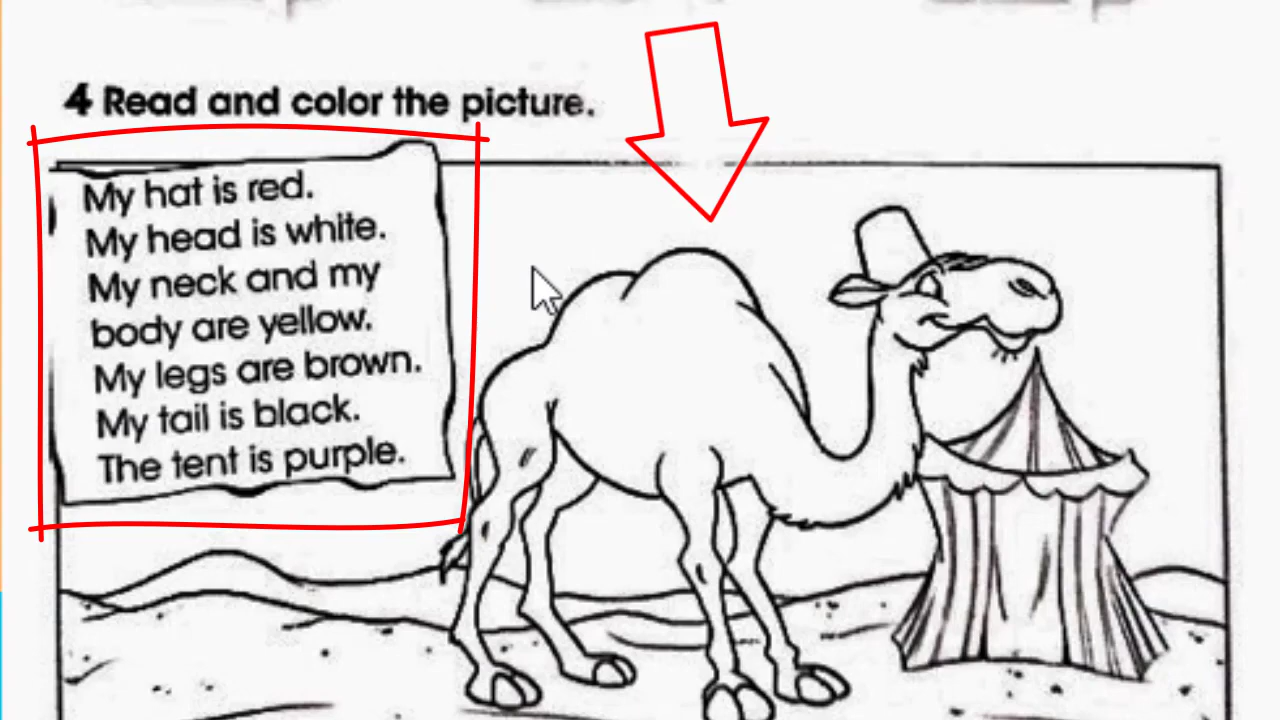 4 Read and color the picture.
My hat is red.
My head is white.
My neck and my
body are yellow.
My legs are brown.
My tail is black.
The tent is purple.